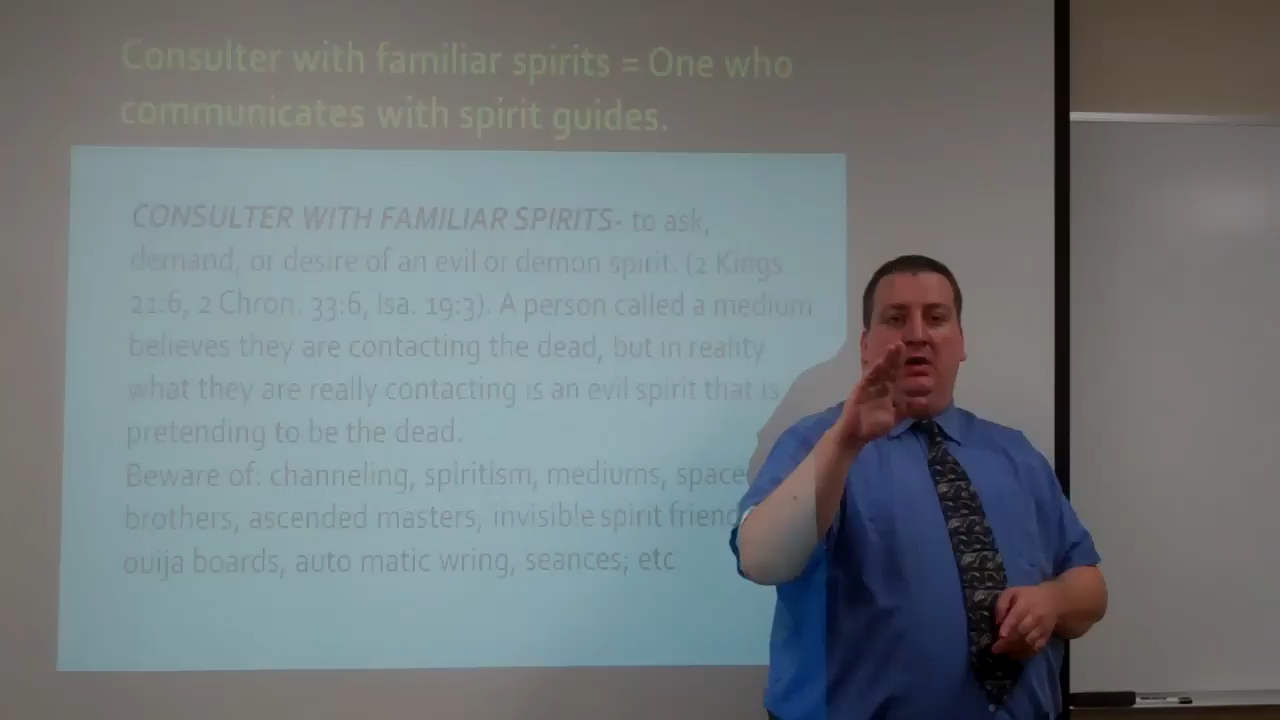 Consulter with familiar spirits = One who
communicates with spirit guides.
CONSULTER WITH FAMILIAR SPIRITS- to ask,
demand, or desire of an evil or demon spirit. (2 Kings
21:6, 2 Chron. 33:6, Isa. 19:3). A person called a medium
believes they are contacting the dead, but in reality
what they are really contacting is an evil spirit that is
pretending to be the dead.
Beware of: channeling, spiritism, mediums, space
brothers, ascended masters, invisible spirit friend
ouija boards, auto matic wring, seances; etc